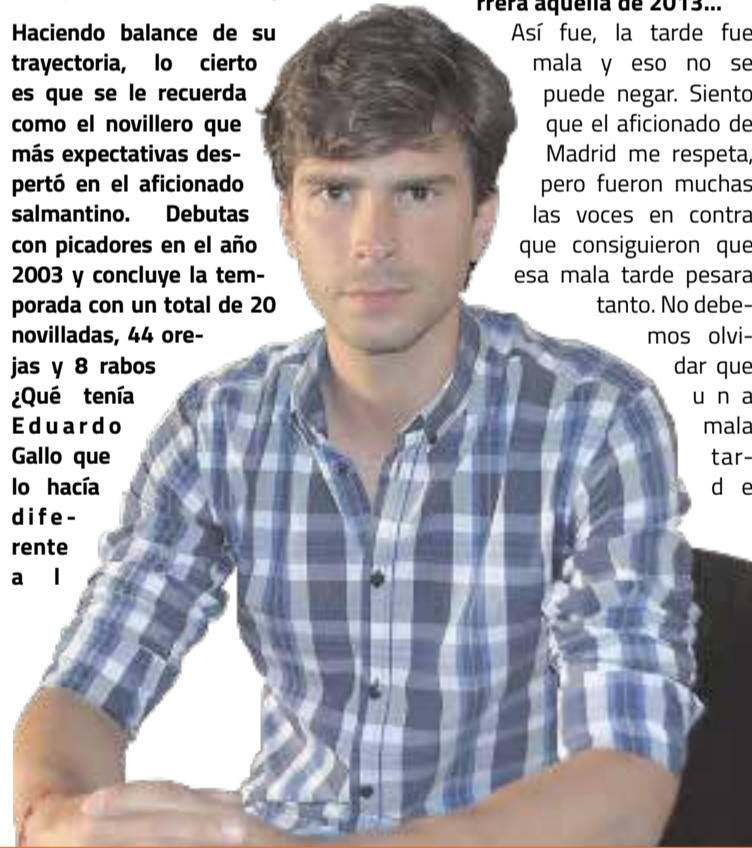 Haciendo balance de su
trayectoria, lo cierto
es que se le recuerda
como el novillero que
más expectativas des-
pertó en el aficionado
salmantino. Debutas
con picadores en el año
2003 y concluye la tem-
porada con un total de 20
novilladas, 44 ore-
jas y 8 rabos
¿Qué tenía
Eduardo
Gallo que
lo hacía
dife-
rente
a l
rrera aquella de 2013...
Así fue, la tarde fue
mala y eso no se
puede negar. Siento
que el aficionado de
Madrid me respeta,
pero fueron muchas
las voces en contra
que consiguieron que
esa mala tarde pesara
tanto. No debe-
mos olvi-
dar que
u n a
mala
tar-
d e